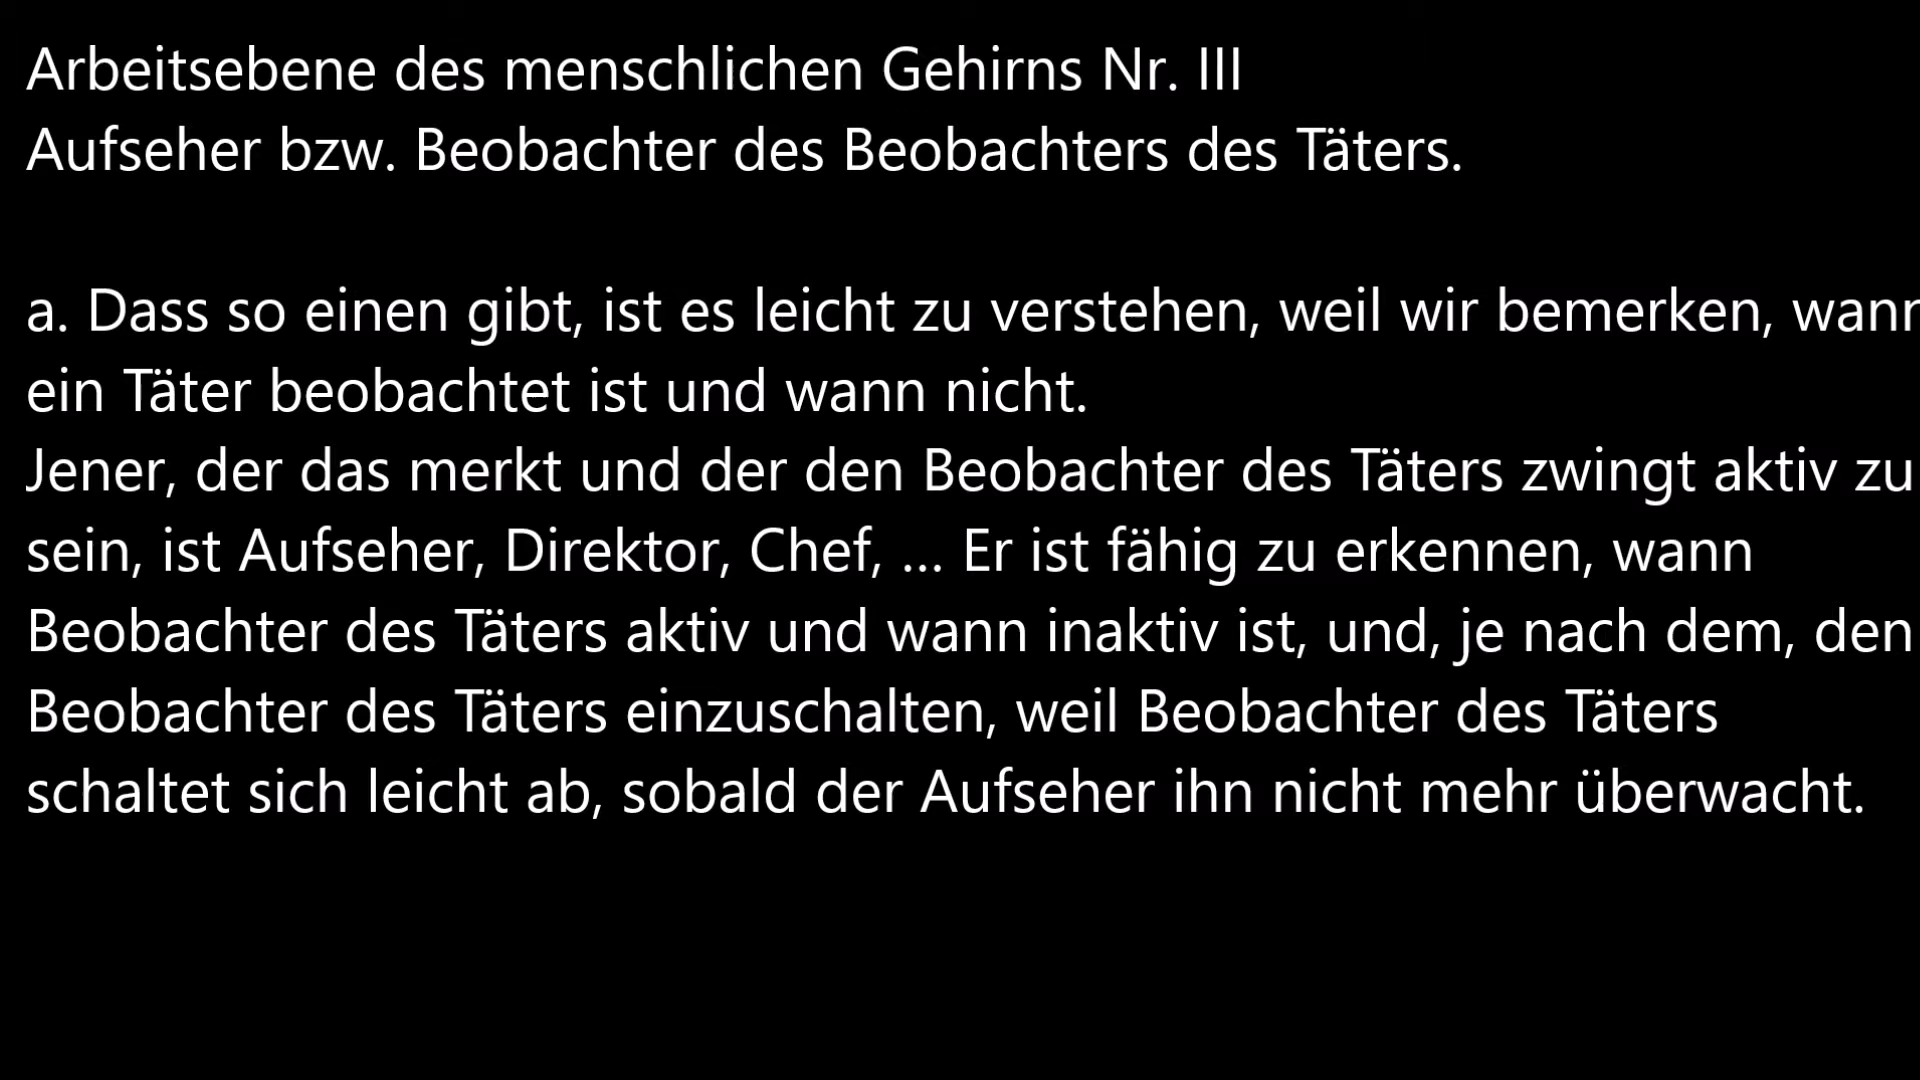 Arbeitsebene des menschlichen Gehirns Nr. III
Aufseher bzw. Beobachter des Beobachters des Täters.
a. Dass so einen gibt, ist es leicht zu verstehen, weil wir bemerken, wann
ein Täter beobachtet ist und wann nicht.
Jener, der das merkt und der den Beobachter des Täters zwingt aktiv zu
sein, ist Aufseher, Direktor, Chef, ... Er ist fähig zu erkennen, wann
Beobachter des Täters aktiv und wann inaktiv ist, und, je nach dem, den
Beobachter des Täters einzuschalten, weil Beobachter des Täters
schaltet sich leicht ab, sobald der Aufseher ihn nicht mehr überwacht.